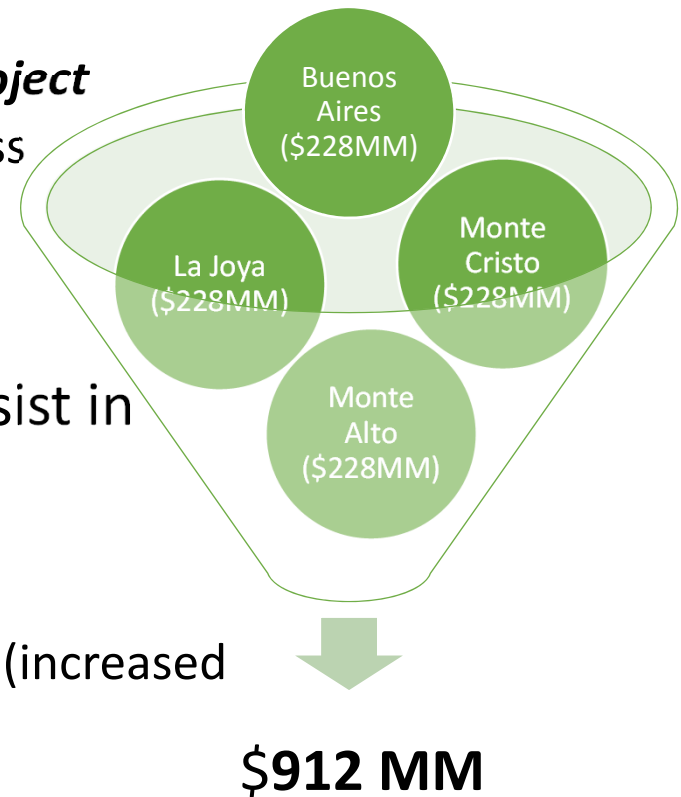 oject
ss
sist in
(increased
Buenos
Aires
($228MM)
La Joya
($228MM)
Monte
Cristo
($228MM)
Monte
Alto
($228MM)
$912 MM